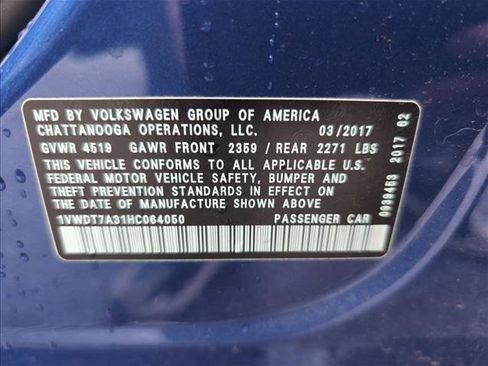 MFD BY VOLKSWAGEN GROUP OF AMERICA
CHATTANOOGA OPERATIONS, LLC. 03/2017
GVWR 4519 GAWR FRONT 2359 / REAR 2271 LBS
THIS VEHICLE CONFORMS TO ALL APPLICABLE U.S.
FEDERAL MOTOR VEHICLE SAFETY, BUMPER AND
THEFT PREVENTION STANDARDS IN EFFECT ON
THE DATE OF MANUFACTURE SHOWN ABOVE
1VWDT7A31HC064050 PASSENGER CAR
0939453 2017 62